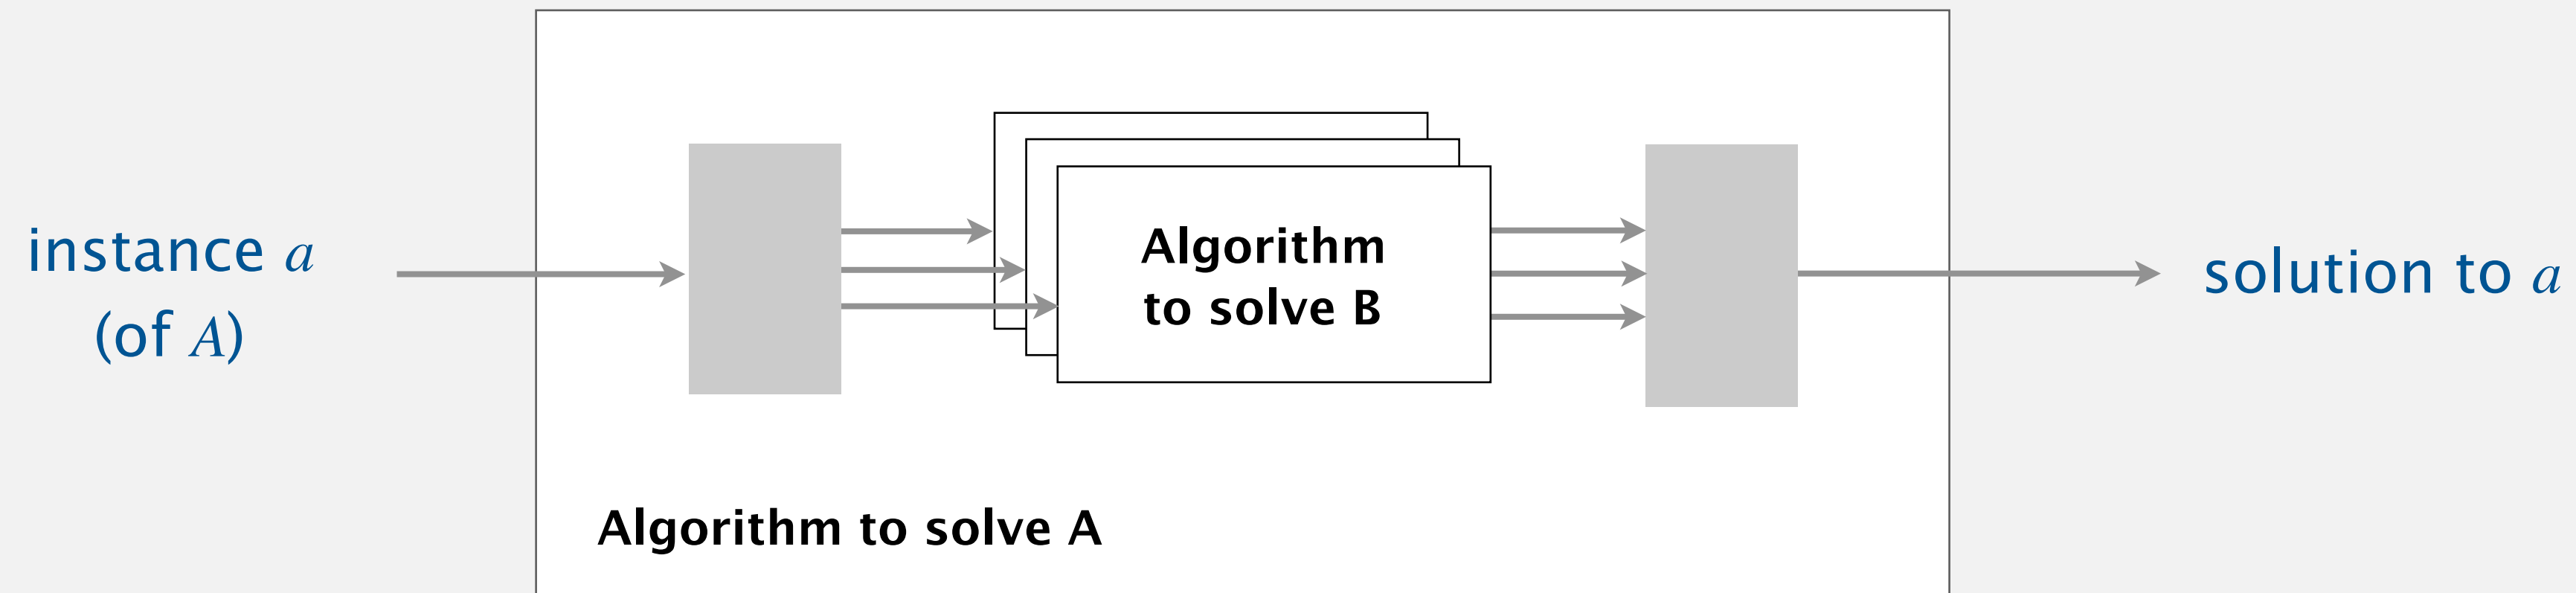 instance a
(of A)
Algorithm
to solve B
solution to a
Algorithm to solve A